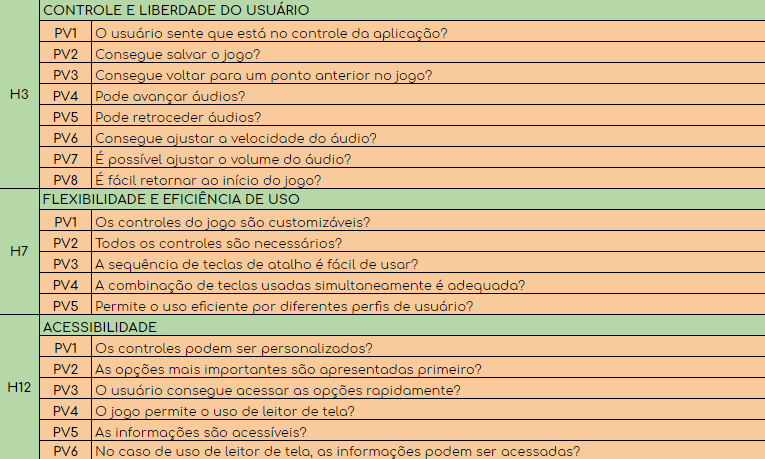 CONTROLE E LIBERDADE DO USUÁRIO
H3
PV1 O usuário sente que está no controle da aplicação?
PV2 Consegue salvar o jogo?
PV3 Consegue voltar para um ponto anterior no jogo?
PV4 Pode avançar áudios?
PV5 Pode retroceder áudios?
PV6 Consegue ajustar a velocidade do áudio?
PV7 É possível ajustar o volume do áudio?
PV8 É fácil retornar ao início do jogo?
FLEXIBILIDADE E EFICIÊNCIA DE USO
H7
PV1 Os controles do jogo são customizáveis?
PV2 Todos os controles são necessários?
PV3 A sequência de teclas de atalho é fácil de usar?
PV4 A combinação de teclas usadas simultaneamente é adequada?
PV5 Permite o uso eficiente por diferentes perfis de usuário?
ACESSIBILIDADE
H12
PV1 Os controles podem ser personalizados?
PV2 As opções mais importantes são apresentadas primeiro?
PV3 O usuário consegue acessar as opções rapidamente?
PV4 O jogo permite o uso de leitor de tela?
PV5 As informações são acessíveis?
PV6 No caso de uso de leitor de tela, as informações podem ser acessadas?